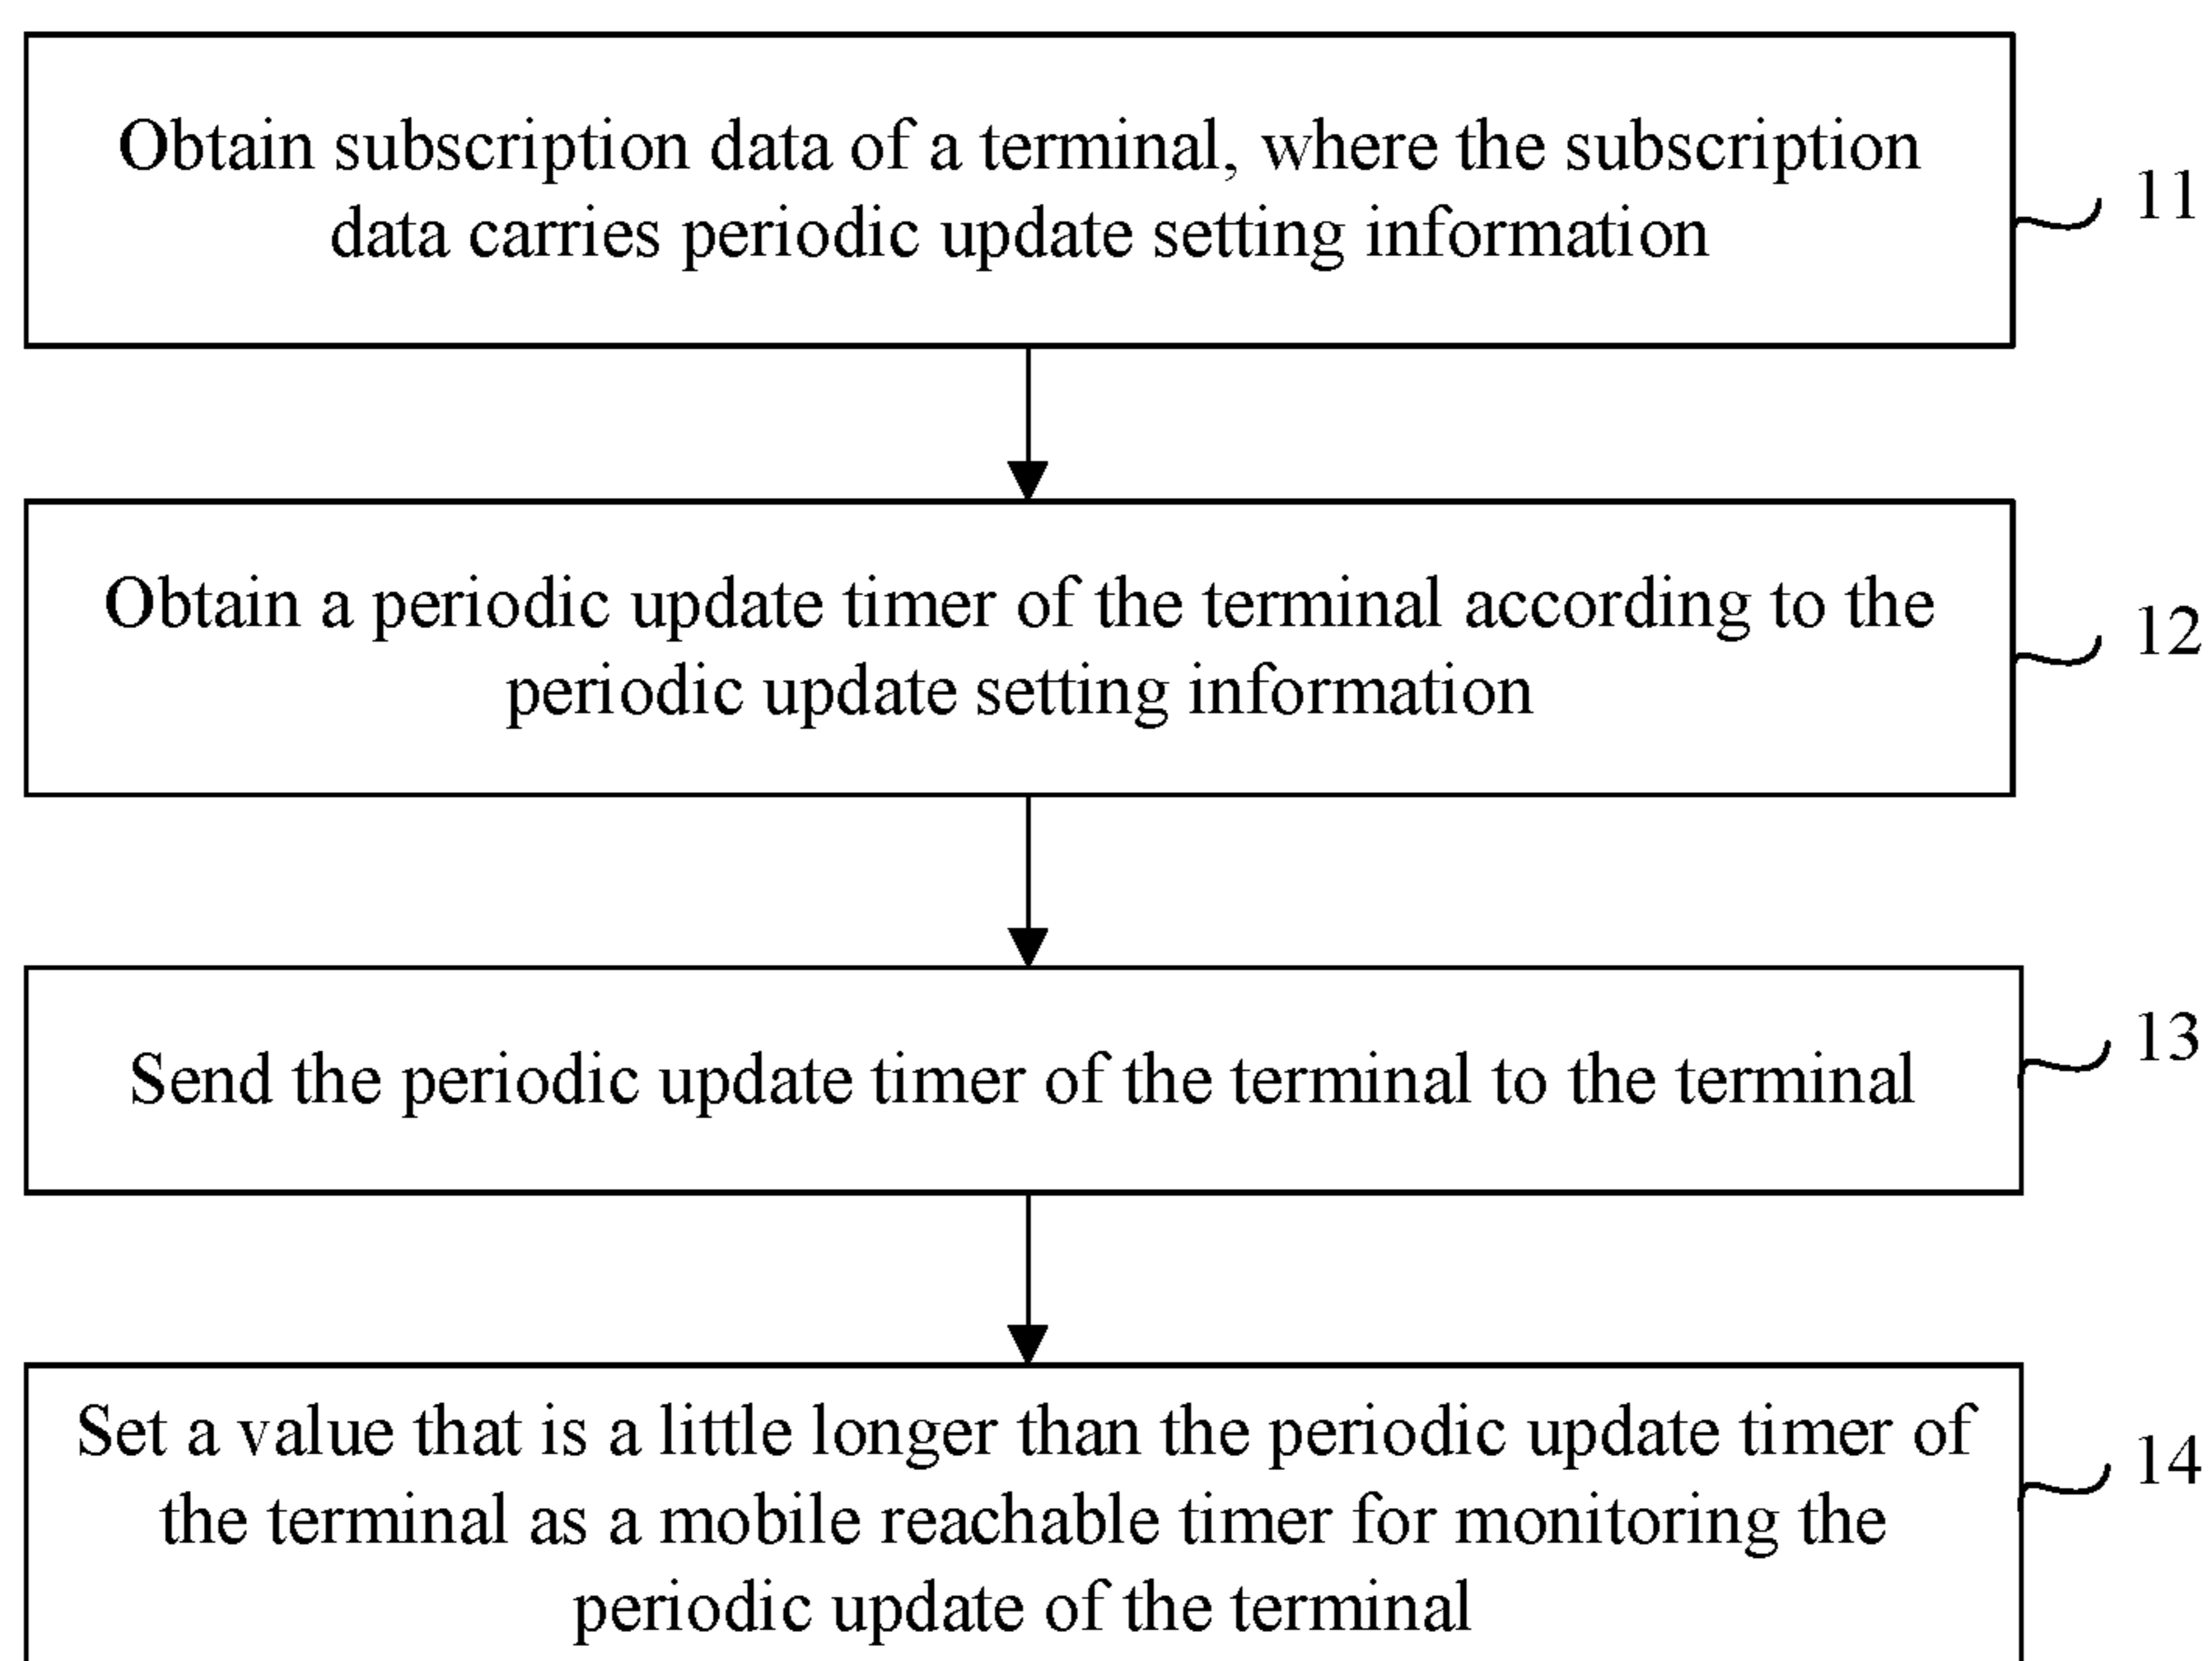 Obtain subscription data of a terminal, where the subscription
data carries periodic update setting information
11
Obtain a periodic update timer of the terminal according to the
periodic update setting information
12
Send the periodic update timer of the terminal to the terminal
13
Set a value that is a little longer than the periodic update timer of
the terminal as a mobile reachable timer for monitoring the
periodic update of the terminal
14